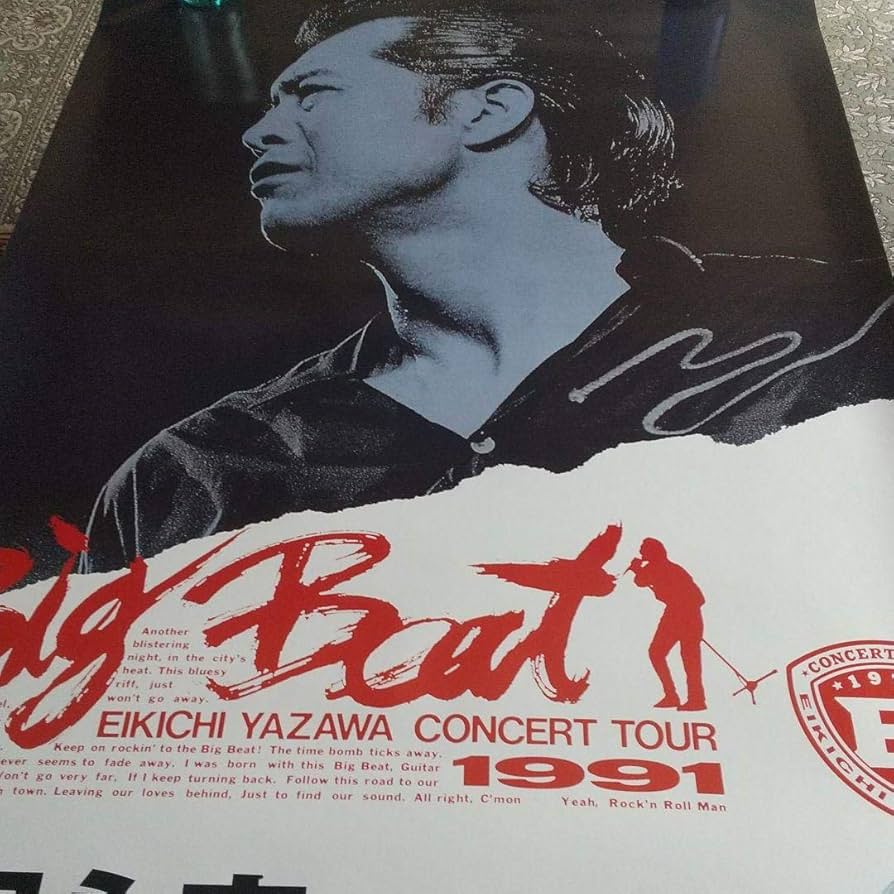 Big Beat
Another
blistering
night, in the city's
heat. This bluesy
riff, just
won't go away.
EIKICHI YAZAWA CONCERT TOUR
1991
Keep on rockin' to the Big Beat! The time bomb ticks away.
seems to fade away. I was born with this Big Beat, Guitar
Won't go very far, If I keep turning back. Follow this road to our
town. Leaving our loves behind, Just to find our sound. All right, C'mon Yeah, Rock'n Roll Man
CONCERT
EIKICHI